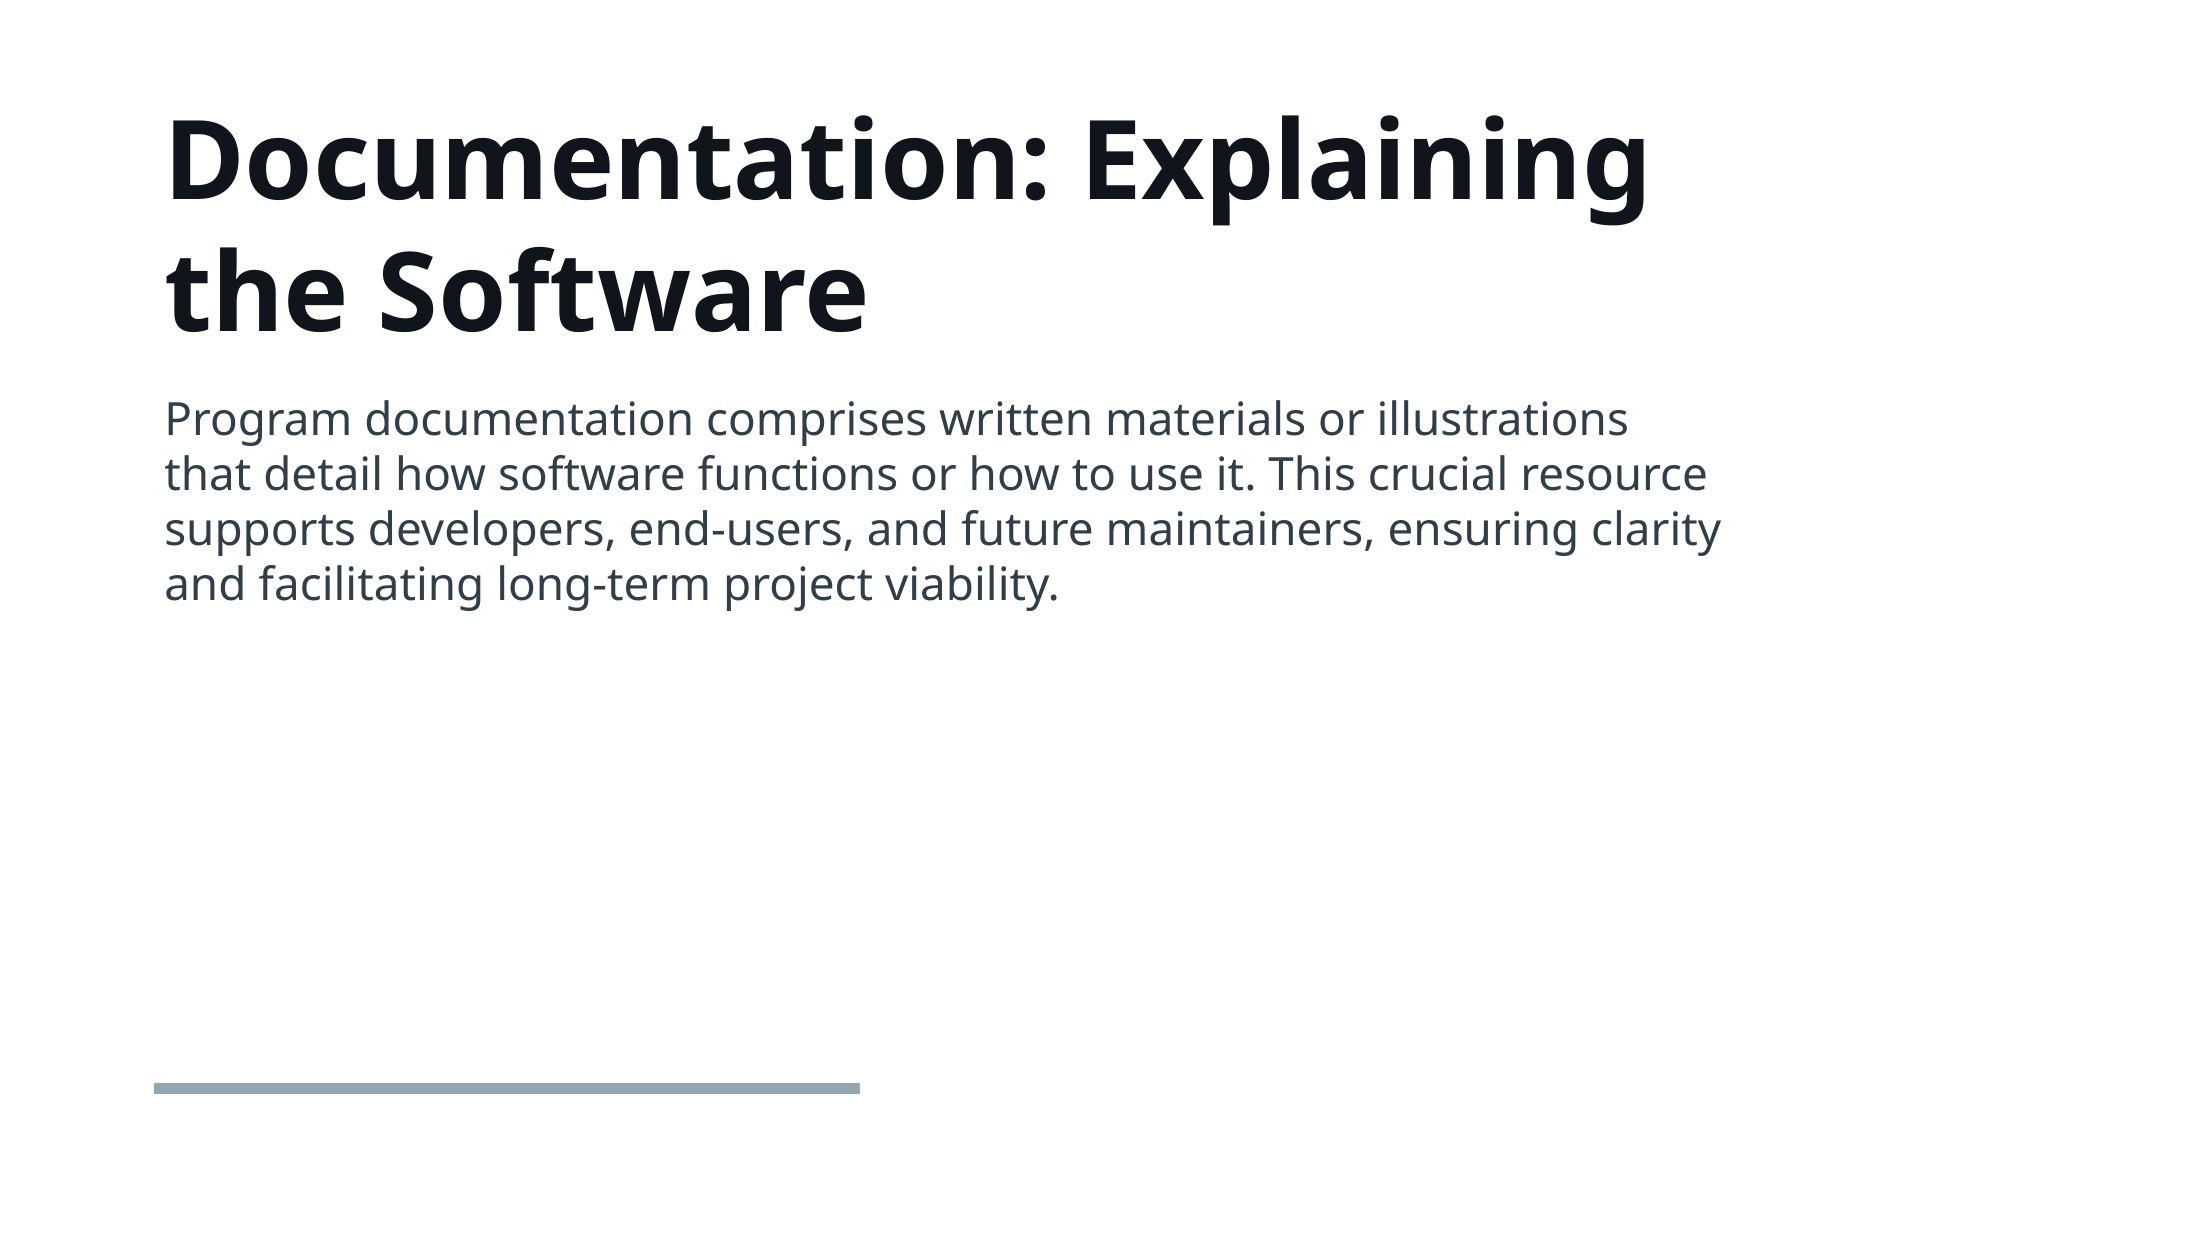 Documentation: Explaining
the Software
Program documentation comprises written materials or illustrations
that detail how software functions or how to use it. This crucial resource
supports developers, end-users, and future maintainers, ensuring clarity
and facilitating long-term project viability.